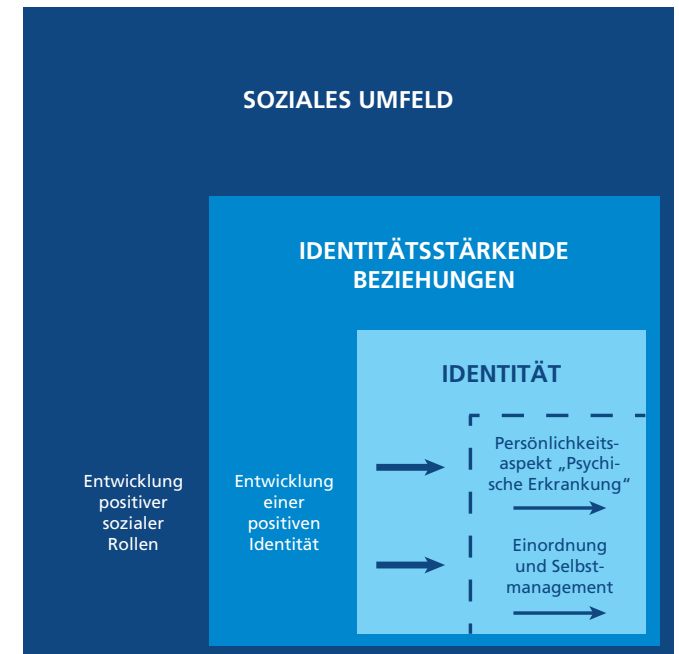 SOZIALES UMFELD
IDENTITÄTSSTÄRKENDE
BEZIEHUNGEN
IDENTITÄT
Entwicklung
positiver
sozialer
Rollen
Entwicklung
einer
positiven
Identität
Persönlichkeits-
aspekt „Psychi-
sche Erkrankung“
Einordnung
und Selbst-
management